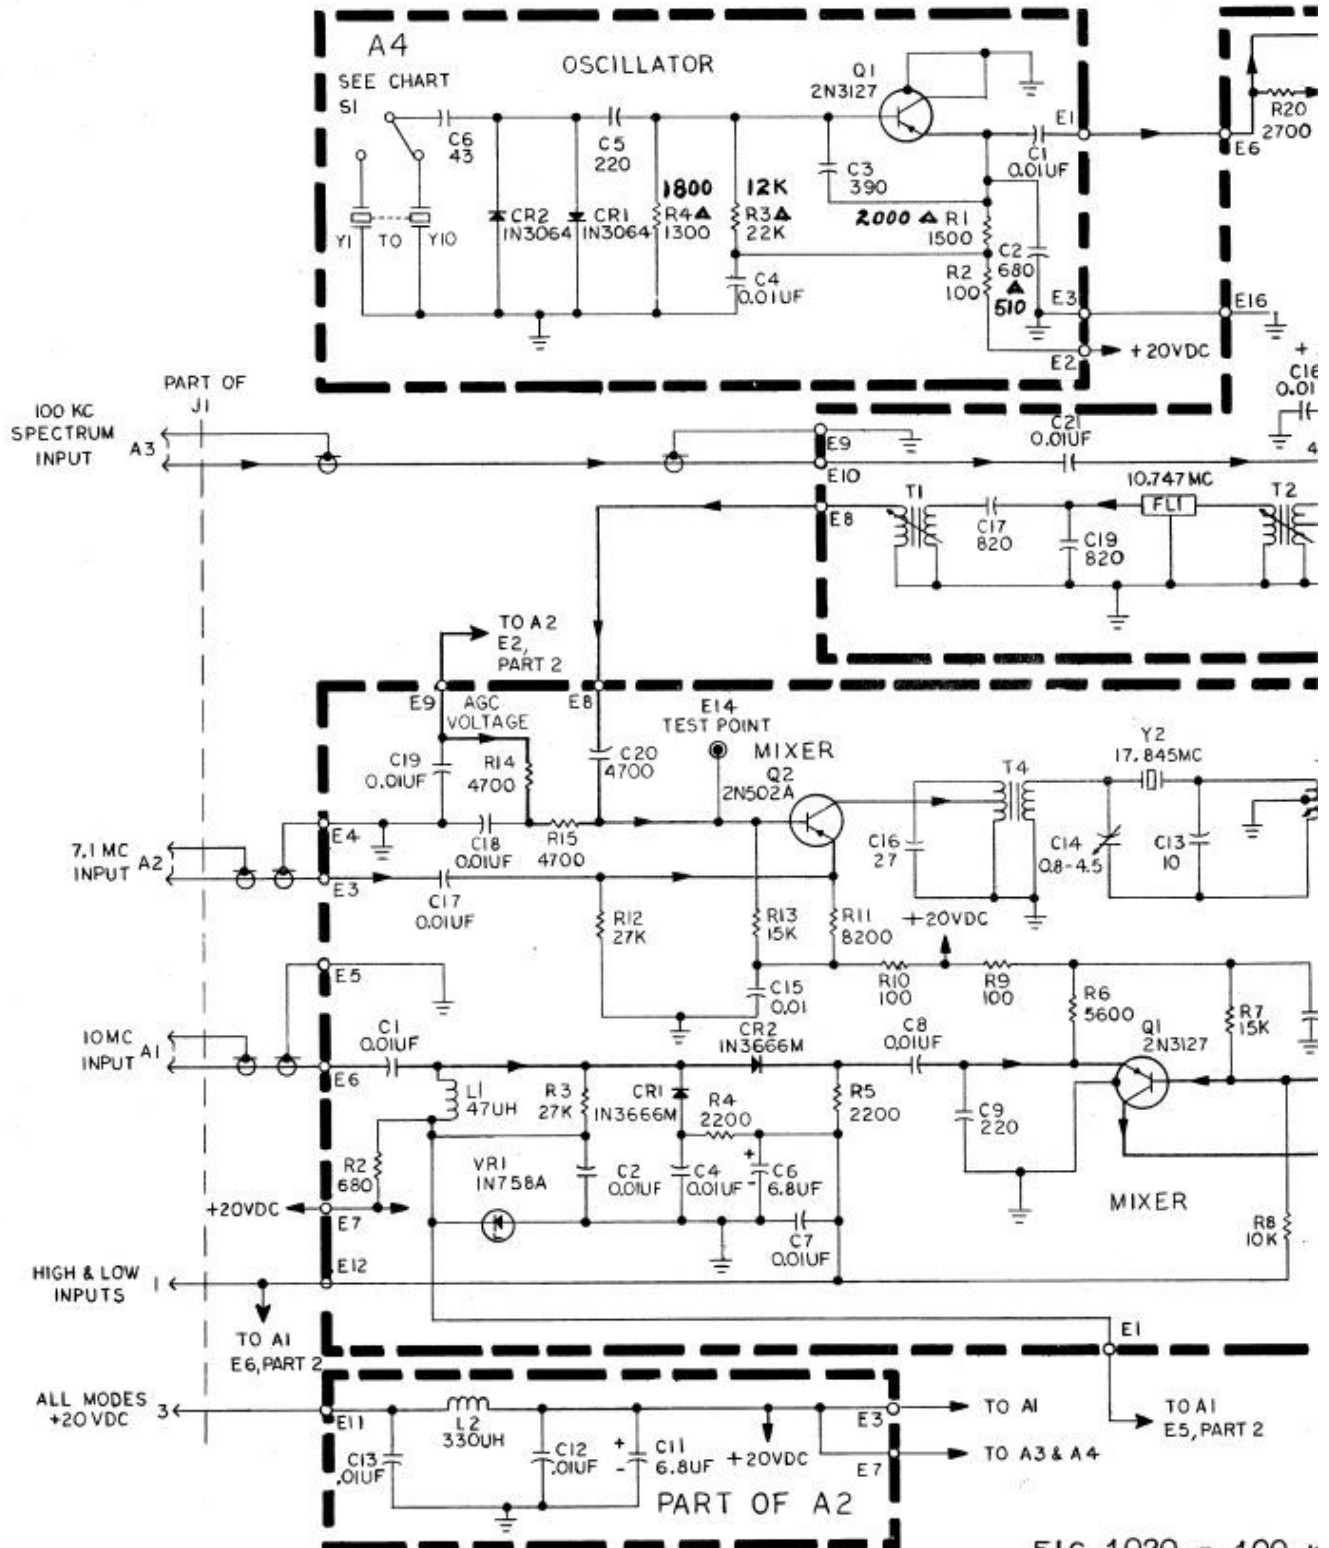 A4
OSCILLATOR
SEE CHART
S1
C6
43
C5
220
Q1
2N3127
E1
C1
0.01UF
E6
R20
2700
C3
390
1800
12K
CR2
1N3064
CR1
1N3064
R4▲
1300
R3▲
22K
2000 ▲ R1
1500
Y1 TO Y10
C4
0.01UF
R2
100
C2
680
▲
510
E3
E16
E2
+20VDC
+
C16
0.01
PART OF
J1
100 KC
SPECTRUM
INPUT
A3
E9
E10
C21
0.01UF
4
E8
T1
C17
820
C19
820
10.747MC
FL1
T2
TO A2
E2,
PART 2
E9
AGC
VOLTAGE
E8
E14
TEST POINT
MIXER
Q2
2N502A
C19
0.01UF
R14
4700
C20
4700
T4
Y2
17.845MC
E4
C18
0.01UF
R15
4700
C16
27
C14
0.8-4.5
C13
10
7.1 MC
INPUT
A2
E3
C17
0.01UF
R12
27K
R13
15K
R11
8200
+20VDC
E5
R10
100
R9
100
C15
0.01
R6
5600
R7
15K
10MC
INPUT
A1
C1
0.01UF
CR2
1N3666M
C8
0.01UF
Q1
2N3127
E6
L1
47UH
R3
27K
CR1
1N3666M
R4
2200
R5
2200
C9
220
R2
680
VR1
1N758A
C2
0.01UF
C4
0.01UF
+
-
C6
6.8UF
+20VDC
E7
C7
0.01UF
MIXER
R8
10K
HIGH & LOW
INPUTS
1
E12
TO A1
E6, PART 2
E1
ALL MODES
+20 VDC
3
E11
L2
330UH
E3
TO A1
TO A1
E5, PART 2
C13
.01UF
C12
.01UF
+
-
C11
6.8UF
+20VDC
E7
TO A3 & A4
PART OF A2
FIG 1020 - 100